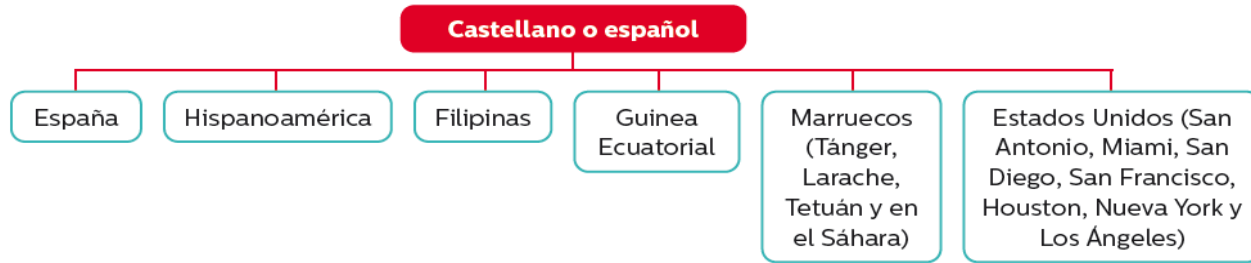 Castellano o español
España
Hispanoamérica
Filipinas
Guinea
Ecuatorial
Marruecos
(Tánger,
Larache,
Tetuán y en
el Sáhara)
Estados Unidos (San
Antonio, Miami, San
Diego, San Francisco,
Houston, Nueva York y
Los Ángeles)